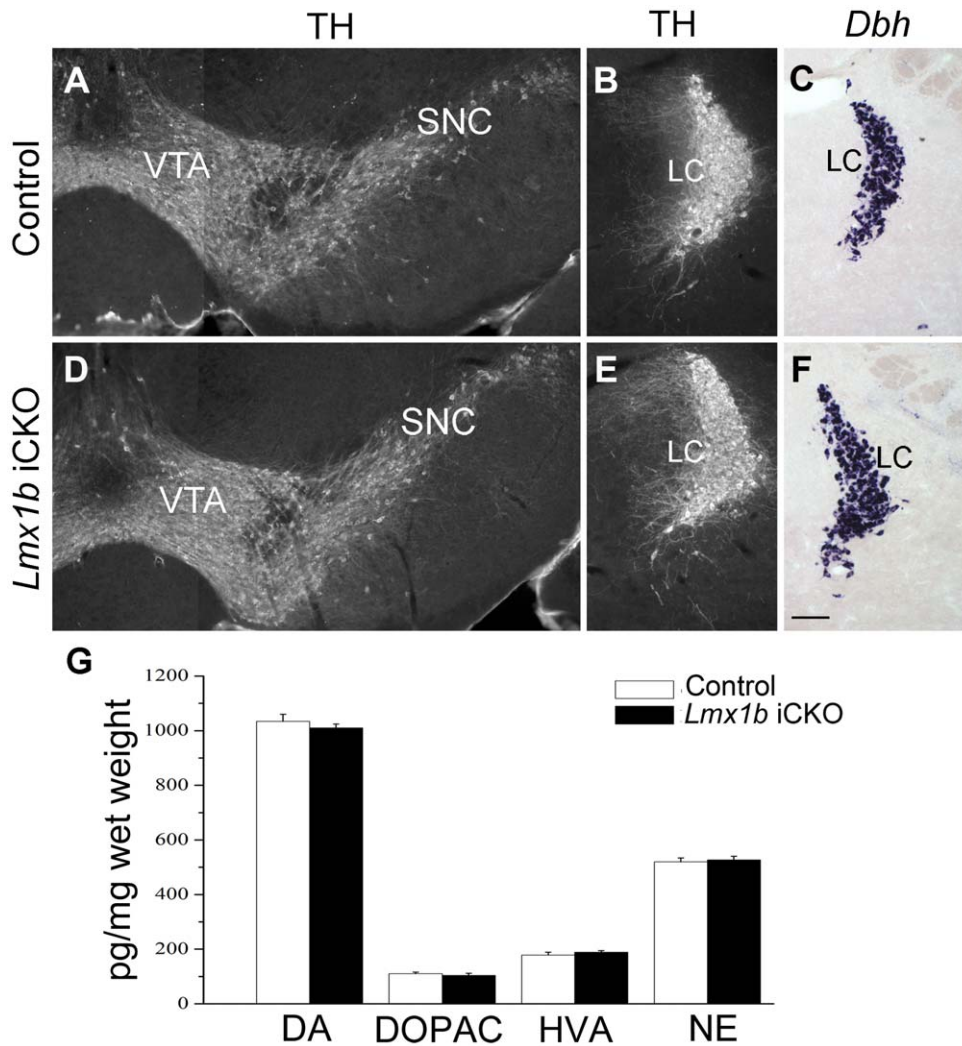 TH TH Dbh
Control
A
VTA
SNC
B
LC
C
LC
Lmx1b iCKO
D
VTA
SNC
E
LC
F
LC
G
pg/mg wet weight
1200
1000
800
600
400
200
0
Control
Lmx1b iCKO
DA DOPAC HVA NE